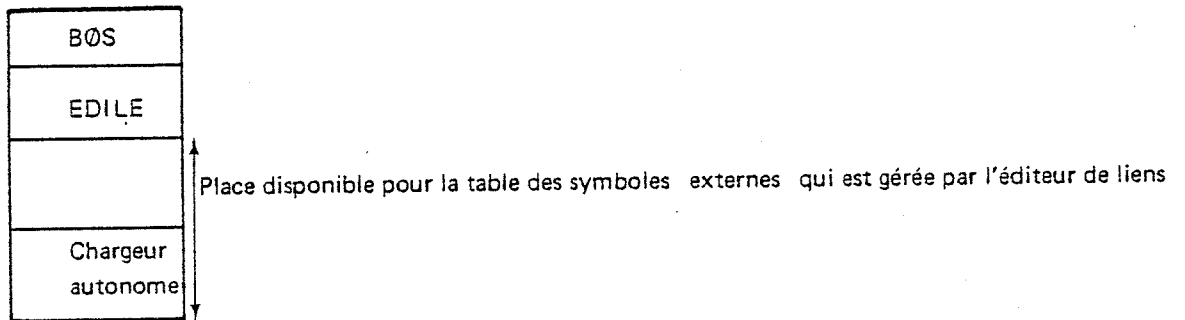 BØS
EDILE
Place disponible pour la table des symboles externes qui est gérée par l'éditeur de liens
Chargeur
autonome